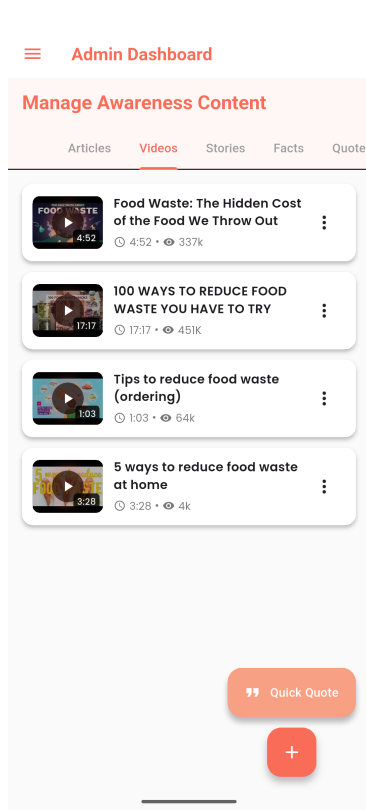 Admin Dashboard
Manage Awareness Content
Articles Videos Stories Facts Quote
FOOD WASTE
4:52
Food Waste: The Hidden Cost
of the Food We Throw Out
4:52 • 337k
17:17
100 WAYS TO REDUCE FOOD
WASTE YOU HAVE TO TRY
17:17 • 451K
1:03
Tips to reduce food waste
(ordering)
1:03 • 64k
3:28
5 ways to reduce food waste
at home
3:28 • 4k
Quick Quote